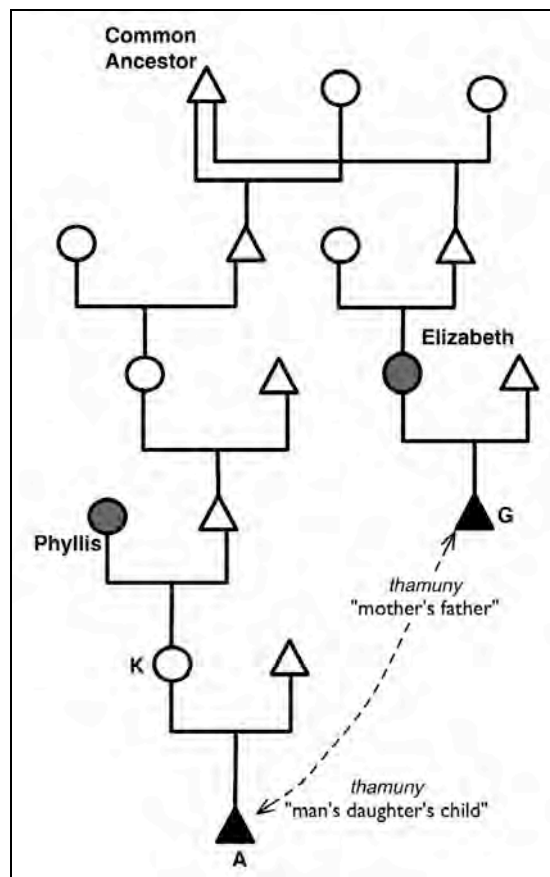 Common
Ancestor
Elizabeth
G
Phyllis
thamuny
"mother's father"
K
thamuny
"man's daughter's child"
A